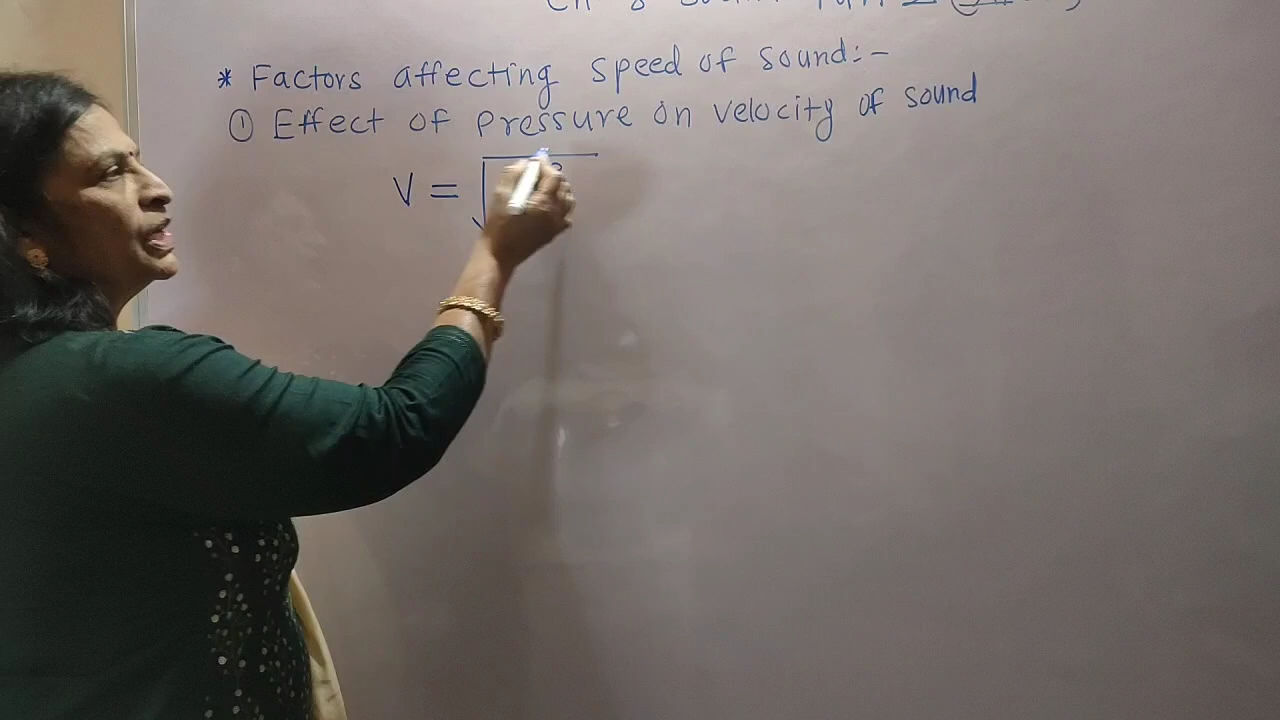 * Factors affecting speed of sound:-
① Effect of pressure on velocity of sound
V = √